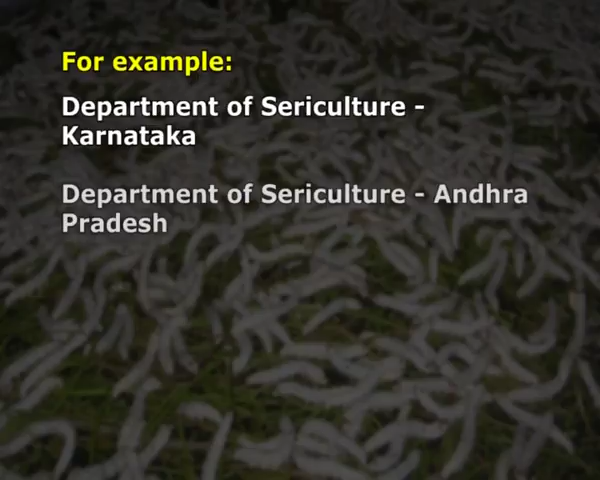 For example:
Department of Sericulture -
Karnataka
Department of Sericulture - Andhra
Pradesh